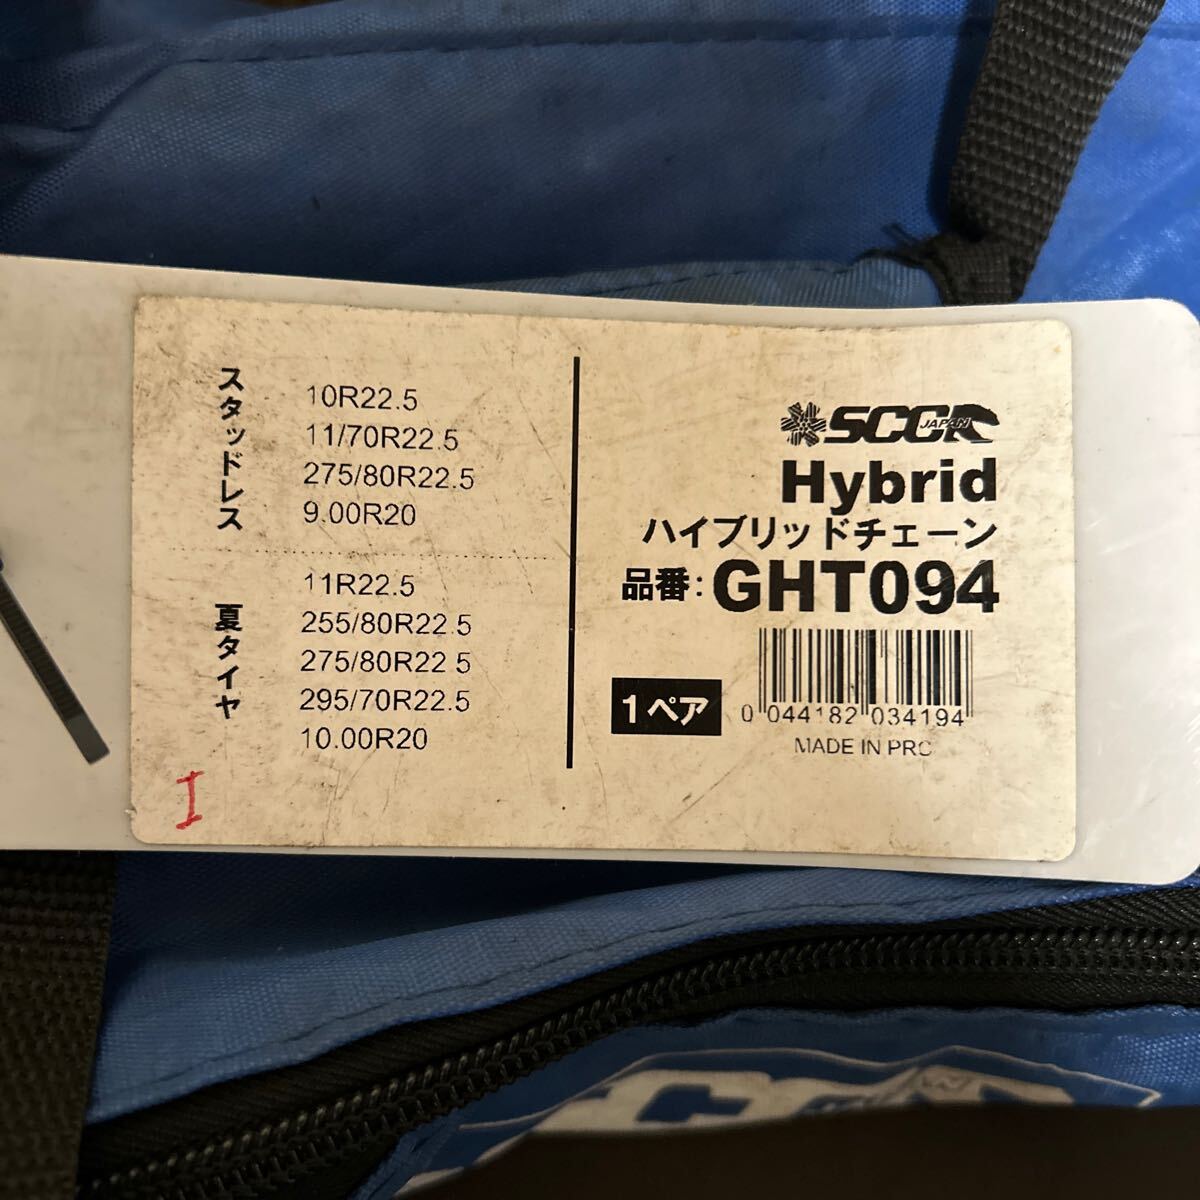 スタッドレス
10R22.5
11/70R22.5
275/80R22.5
9.00R20
夏タイヤ
11R22.5
255/80R22.5
275/80R22 5
295/70R22.5
10.00R20
I
SCC JAPAN
Hybrid
ハイブリッドチェーン
品番: GHT094
1ペア
0 044182 034194
MADE IN PRC